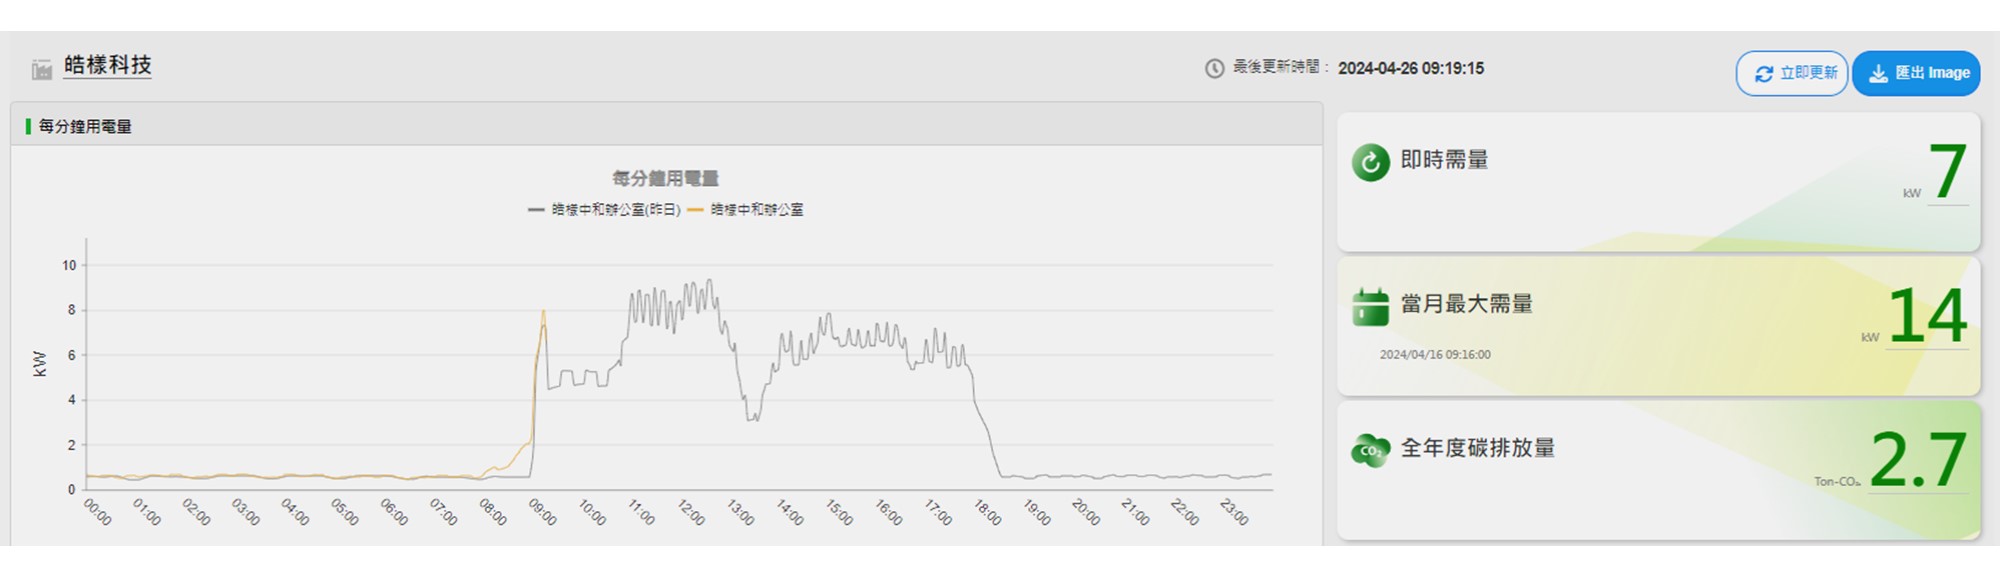 皓樣科技
最後更新時間： 2024-04-26 09:19:15
立即更新
匯出 Image
每分鐘用電量
每分鐘用電量
皓樣中和辦公室(昨日) 皓樣中和辦公室
kW
10
8
6
4
2
0
00:00 01:00 02:00 03:00 04:00 05:00 06:00 07:00 08:00 09:00 10:00 11:00 12:00 13:00 14:00 15:00 16:00 17:00 18:00 19:00 20:00 21:00 22:00 23:00
即時需量
kW 7
當月最大需量
kW 14
2024/04/16 09:16:00
CO₂
全年度碳排放量
Ton-CO₂ₑ 2.7